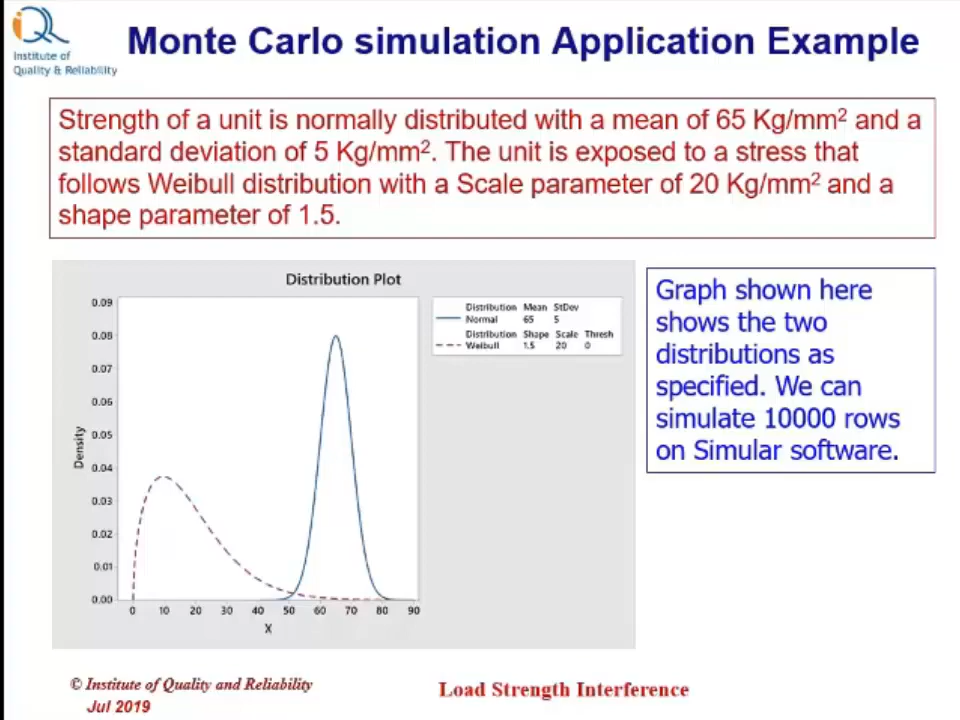 iQ
Institute of
Quality & Reliability
Monte Carlo simulation Application Example
Strength of a unit is normally distributed with a mean of 65 Kg/mm² and a
standard deviation of 5 Kg/mm². The unit is exposed to a stress that
follows Weibull distribution with a Scale parameter of 20 Kg/mm² and a
shape parameter of 1.5.
Distribution Plot
0.09
0.08
0.07
0.06
0.05
0.04
0.03
0.02
0.01
0.00
Density
0 10 20 30 40 50 60 70 80 90
X
Distribution Mean StDev
Normal 65 5
Distribution Shape Scale Thresh
Weibull 1.5 20 0
Graph shown here
shows the two
distributions as
specified. We can
simulate 10000 rows
on Simular software.
© Institute of Quality and Reliability
Jul 2019
Load Strength Interference